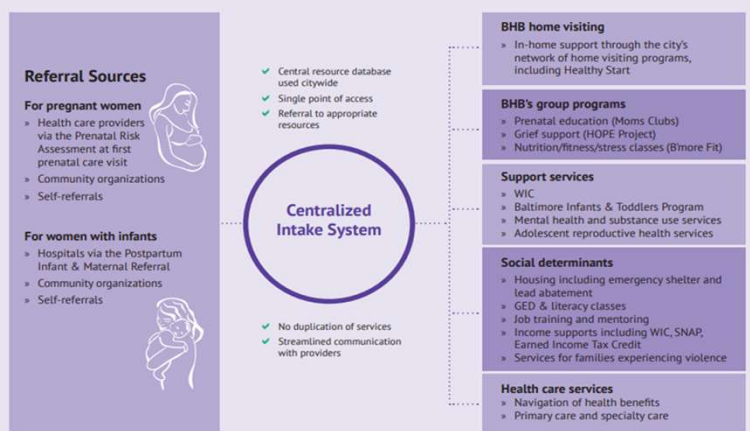 Referral Sources
For pregnant women
» Health care providers
via the Prenatal Risk
Assessment at first
prenatal care visit
» Community organizations
» Self-referrals
For women with infants
» Hospitals via the Postpartum
Infant & Maternal Referral
» Community organizations
» Self-referrals
✔ Central resource database
used citywide
✔ Single point of access
✔ Referral to appropriate
resources
Centralized
Intake System
✔ No duplication of services
✔ Streamlined communication
with providers
BHB home visiting
» In-home support through the city's
network of home visiting programs,
including Healthy Start
BHB's group programs
» Prenatal education (Moms Clubs)
» Grief support (HOPE Project)
» Nutrition/fitness/stress classes (B'more Fit)
Support services
» WIC
» Baltimore Infants & Toddlers Program
» Mental health and substance use services
» Adolescent reproductive health services
Social determinants
» Housing including emergency shelter and
lead abatement
» GED & literacy classes
» Job training and mentoring
» Income supports including WIC, SNAP,
Earned Income Tax Credit
» Services for families experiencing violence
Health care services
» Navigation of health benefits
» Primary care and specialty care